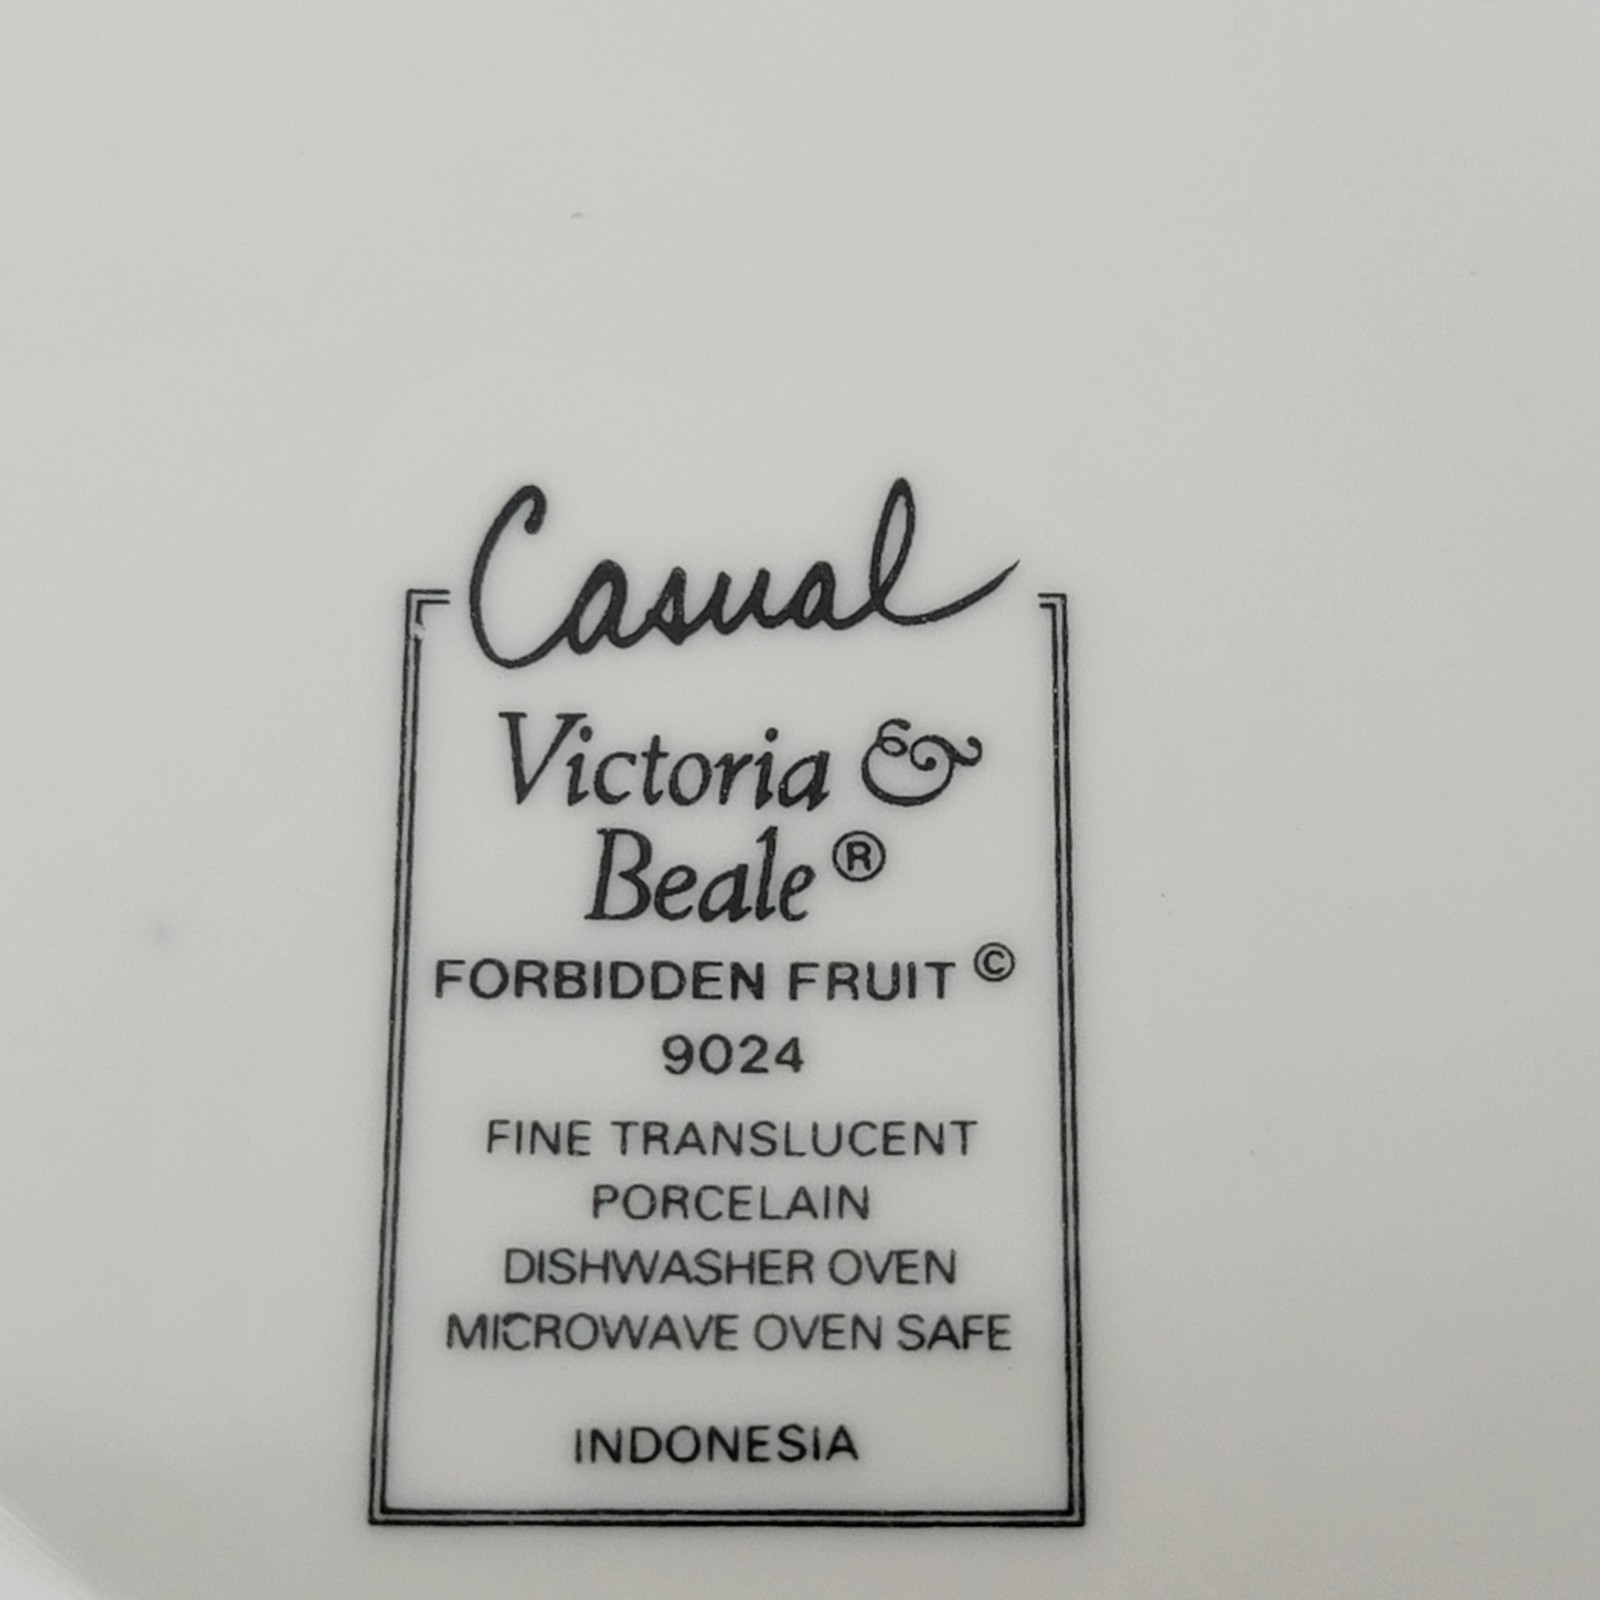 Casual
Victoria &
Beale®
FORBIDDEN FRUIT ©
9024
FINE TRANSLUCENT
PORCELAIN
DISHWASHER OVEN
MICROWAVE OVEN SAFE
INDONESIA